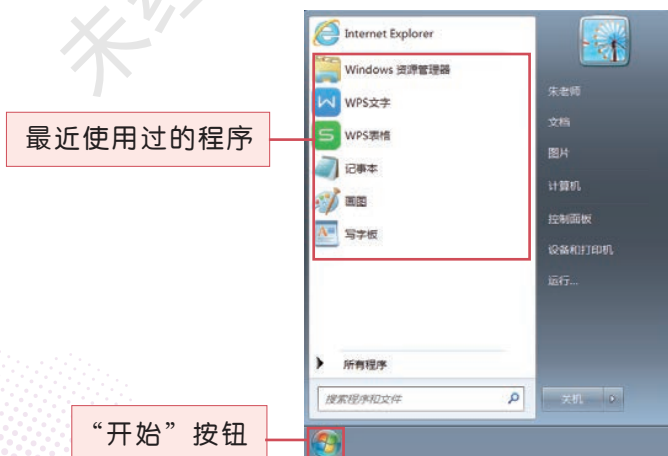 未经
Internet Explorer
Windows 资源管理器
WPS文字
WPS表格
记事本
画图
写字板
所有程序
搜索程序和文件
朱老师
文档
图片
计算机
控制面板
设备和打印机
运行...
关机
最近使用过的程序
“开始”按钮